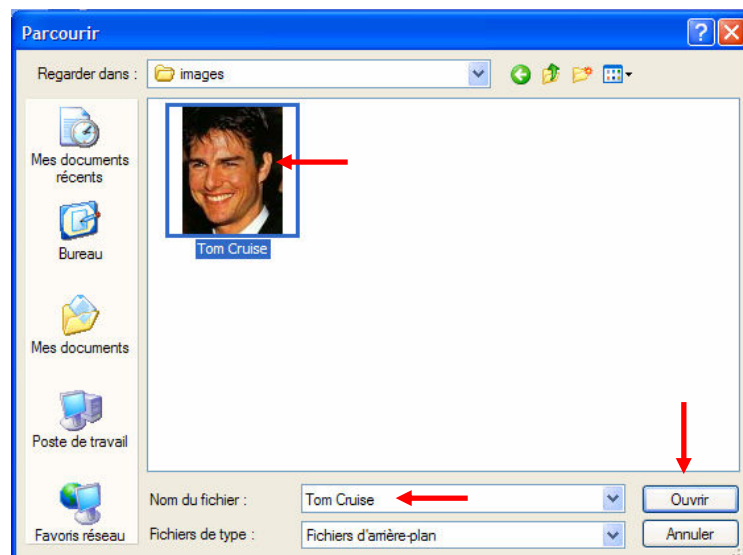 Parcourir
Regarder dans :
images
Mes documents
récents
Bureau
Mes documents
Poste de travail
Favoris réseau
Tom Cruise
Nom du fichier :
Tom Cruise
Ouvrir
Fichiers de type :
Fichiers d'arrière-plan
Annuler